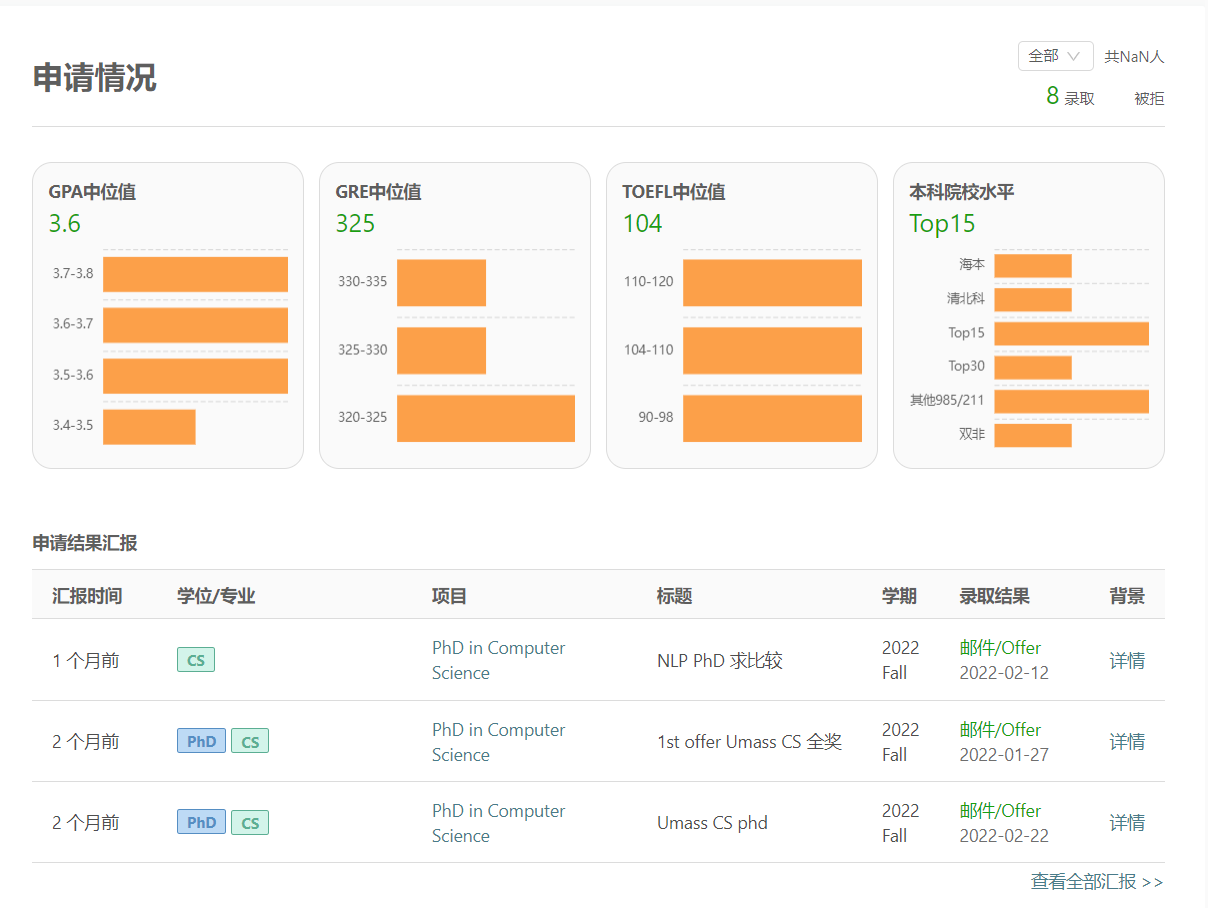 申请情况
全部 共NaN人
8 录取 被拒
GPA中位值
3.6
3.7-3.8
3.6-3.7
3.5-3.6
3.4-3.5
GRE中位值
325
330-335
325-330
320-325
TOEFL中位值
104
110-120
104-110
90-98
本科院校水平
Top15
海本
清北科
Top15
Top30
其他985/211
双非
申请结果汇报
汇报时间 学位/专业 项目 标题 学期 录取结果 背景
1 个月前 CS PhD in Computer Science NLP PhD 求比较 2022 Fall 邮件/Offer 2022-02-12 详情
2 个月前 PhD CS PhD in Computer Science 1st offer Umass CS 全奖 2022 Fall 邮件/Offer 2022-01-27 详情
2 个月前 PhD CS PhD in Computer Science Umass CS phd 2022 Fall 邮件/Offer 2022-02-22 详情
查看全部汇报 >>